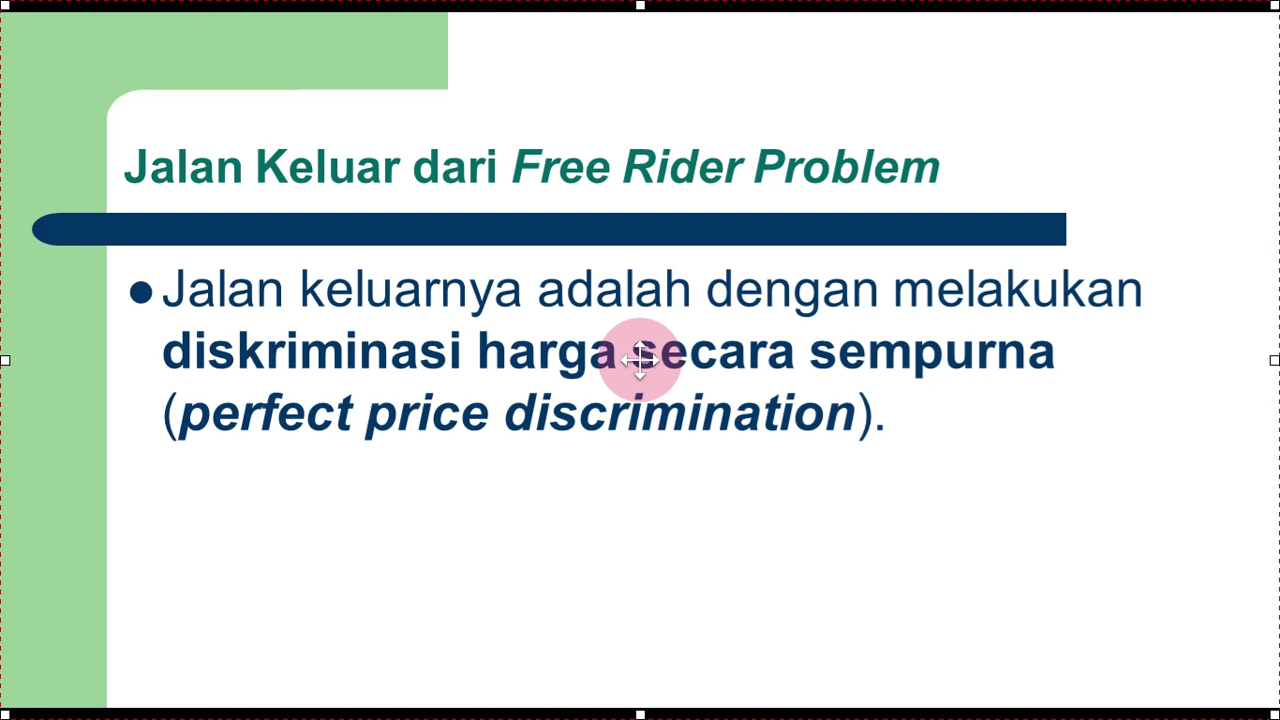 Jalan Keluar dari Free Rider Problem
Jalan keluarnya adalah dengan melakukan
diskriminasi harga secara sempurna
(perfect price discrimination).